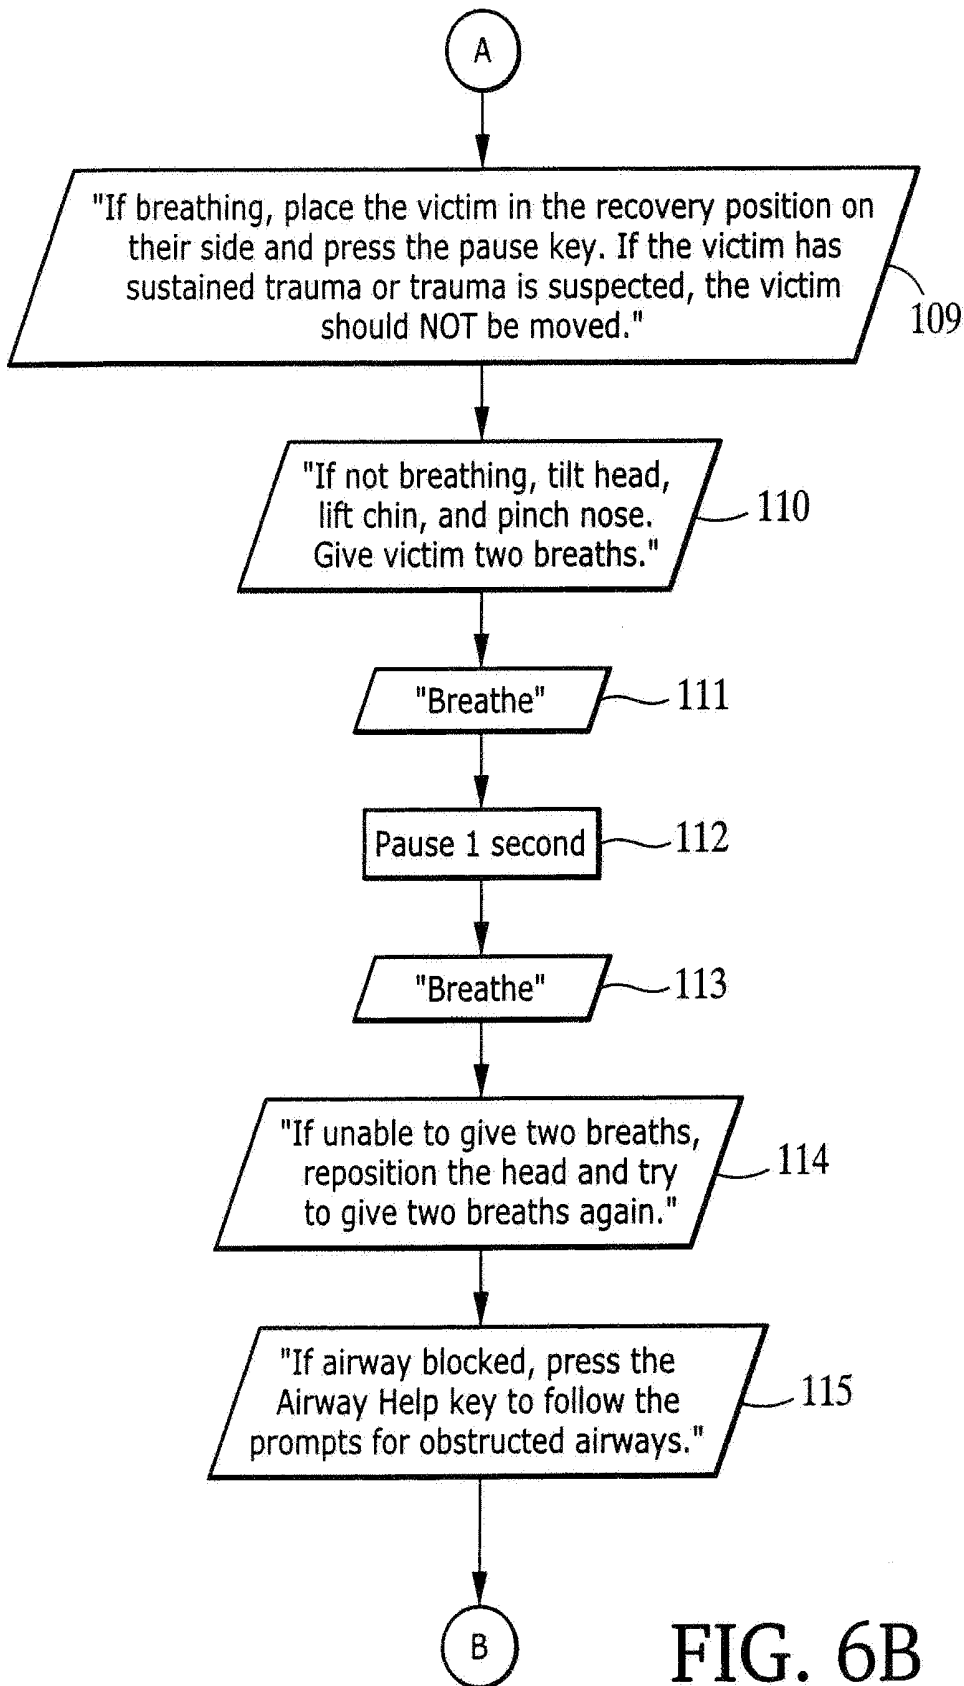 A
"If breathing, place the victim in the recovery position on
their side and press the pause key. If the victim has
sustained trauma or trauma is suspected, the victim
should NOT be moved."
109
"If not breathing, tilt head,
lift chin, and pinch nose.
Give victim two breaths."
110
"Breathe"
111
Pause 1 second
112
"Breathe"
113
"If unable to give two breaths,
reposition the head and try
to give two breaths again."
114
"If airway blocked, press the
Airway Help key to follow the
prompts for obstructed airways."
115
B
FIG. 6B